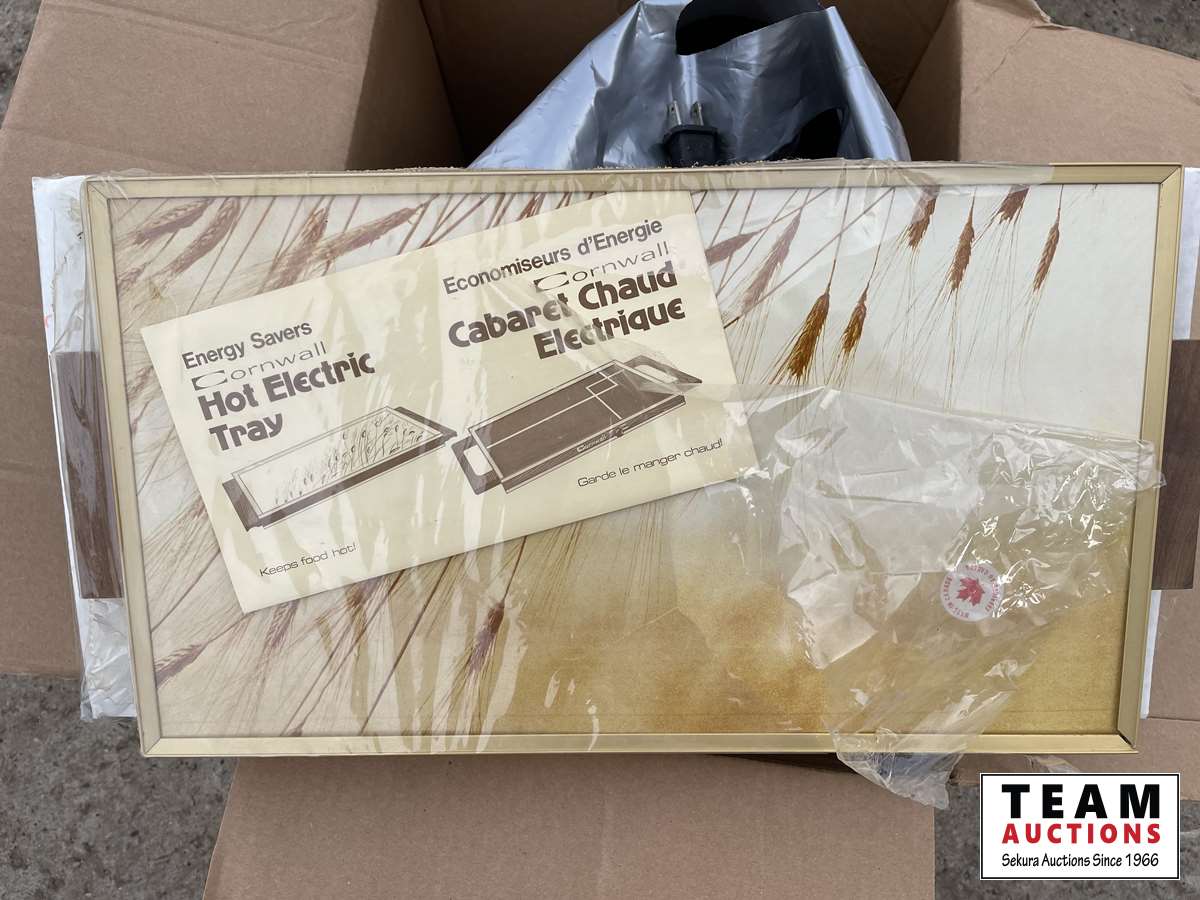 Energy Savers
Cornwall
Hot Electric
Tray
Keeps food hot!
Economiseurs d'Energie
Cornwall
Cabaret Chaud
Electrique
Garde le manger chaud!
TEAM
AUCTIONS
Sekura Auctions Since 1966